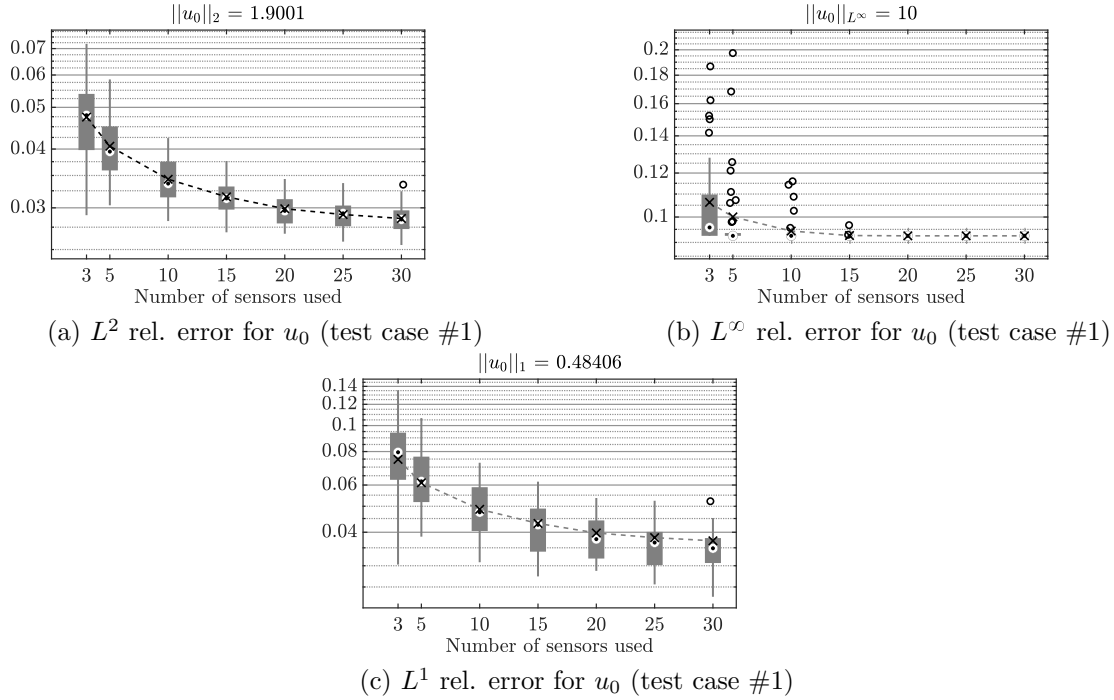 ||u₀||₂ = 1.9001
0.07
0.06
0.05
0.04
0.03
3 5 10 15 20 25 30
Number of sensors used
(a) L² rel. error for u₀ (test case #1)
||u₀||_{L^∞} = 10
0.2
0.18
0.16
0.14
0.12
0.1
3 5 10 15 20 25 30
Number of sensors used
(b) L^∞ rel. error for u₀ (test case #1)
||u₀||₁ = 0.48406
0.14
0.12
0.1
0.08
0.06
0.04
3 5 10 15 20 25 30
Number of sensors used
(c) L¹ rel. error for u₀ (test case #1)